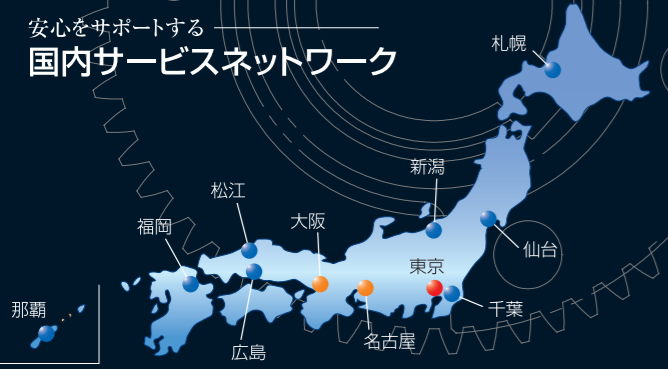 安心をサポートする
国内サービスネットワーク
札幌
新潟
松江
大阪
福岡
仙台
東京
那覇
千葉
名古屋
広島